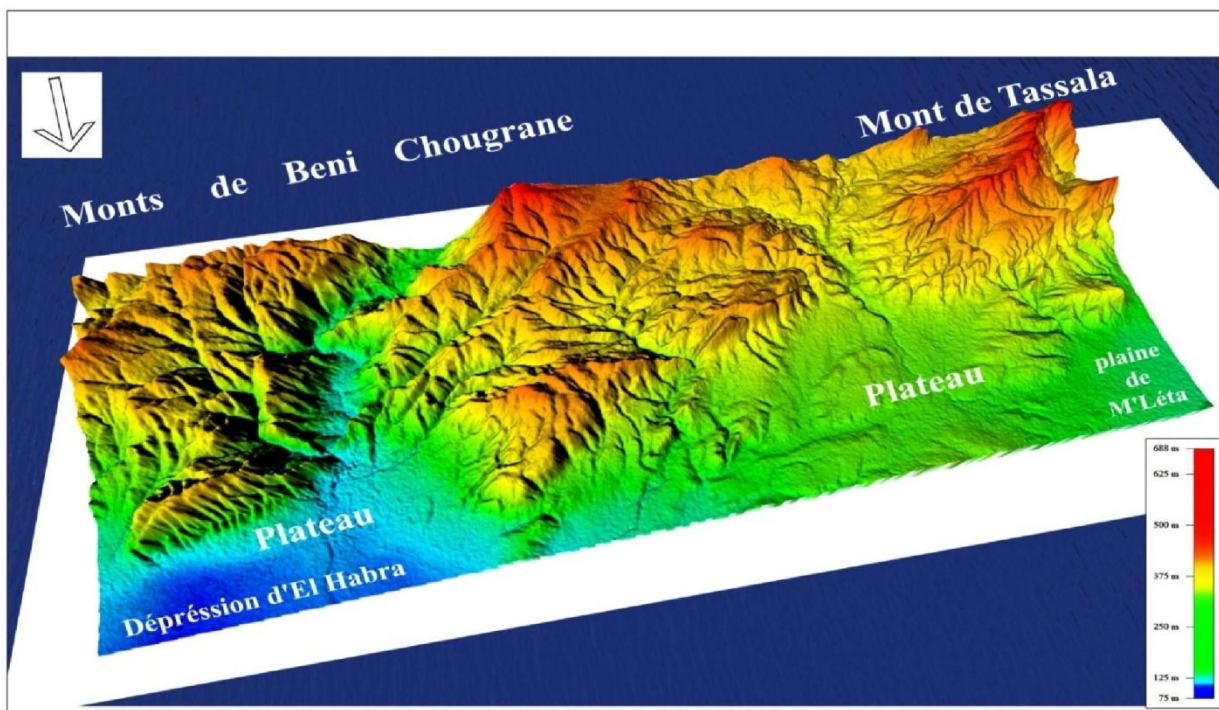 Monts de Beni Chougrane
Mont de Tassala
Plateau
plaine
de
M'Léta
Plateau
Dépréssion d'El Habra
688 m
625 m
500 m
375 m
250 m
125 m
75 m